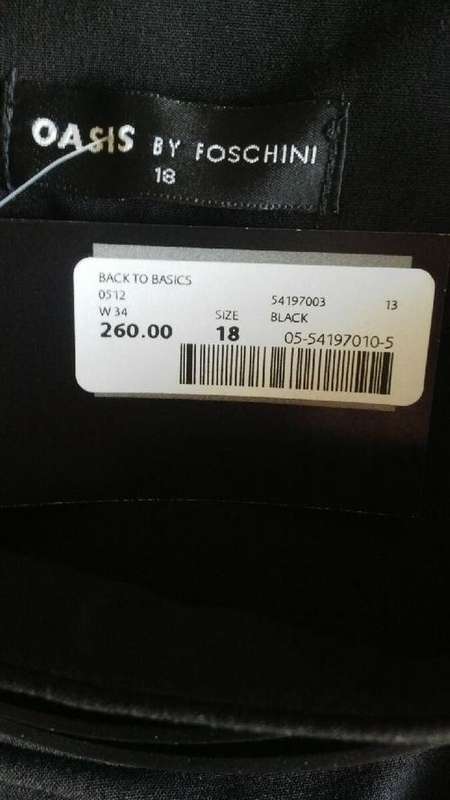 OASIS BY FOSCHINI
18
BACK TO BASICS
0512 54197003 13
W 34 SIZE BLACK
260.00 18 05-54197010-5